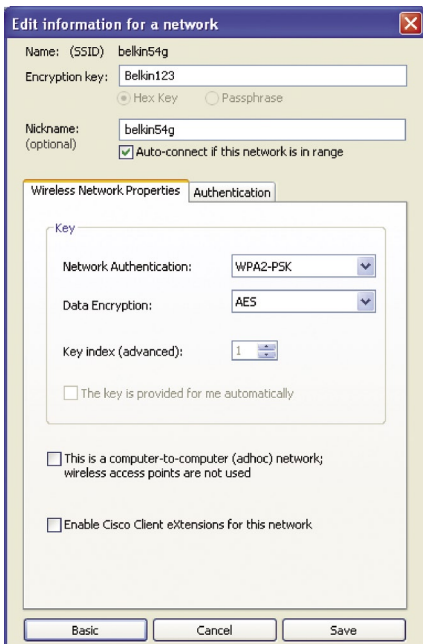 Edit information for a network
Name: (SSID) belkin54g
Encryption key: Belkin123
Hex Key Passphrase
Nickname: belkin54g
(optional)
Auto-connect if this network is in range
Wireless Network Properties Authentication
Key
Network Authentication: WPA2-PSK
Data Encryption: AES
Key index (advanced): 1
The key is provided for me automatically
This is a computer-to-computer (adhoc) network;
wireless access points are not used
Enable Cisco Client eXtensions for this network
Basic Cancel Save